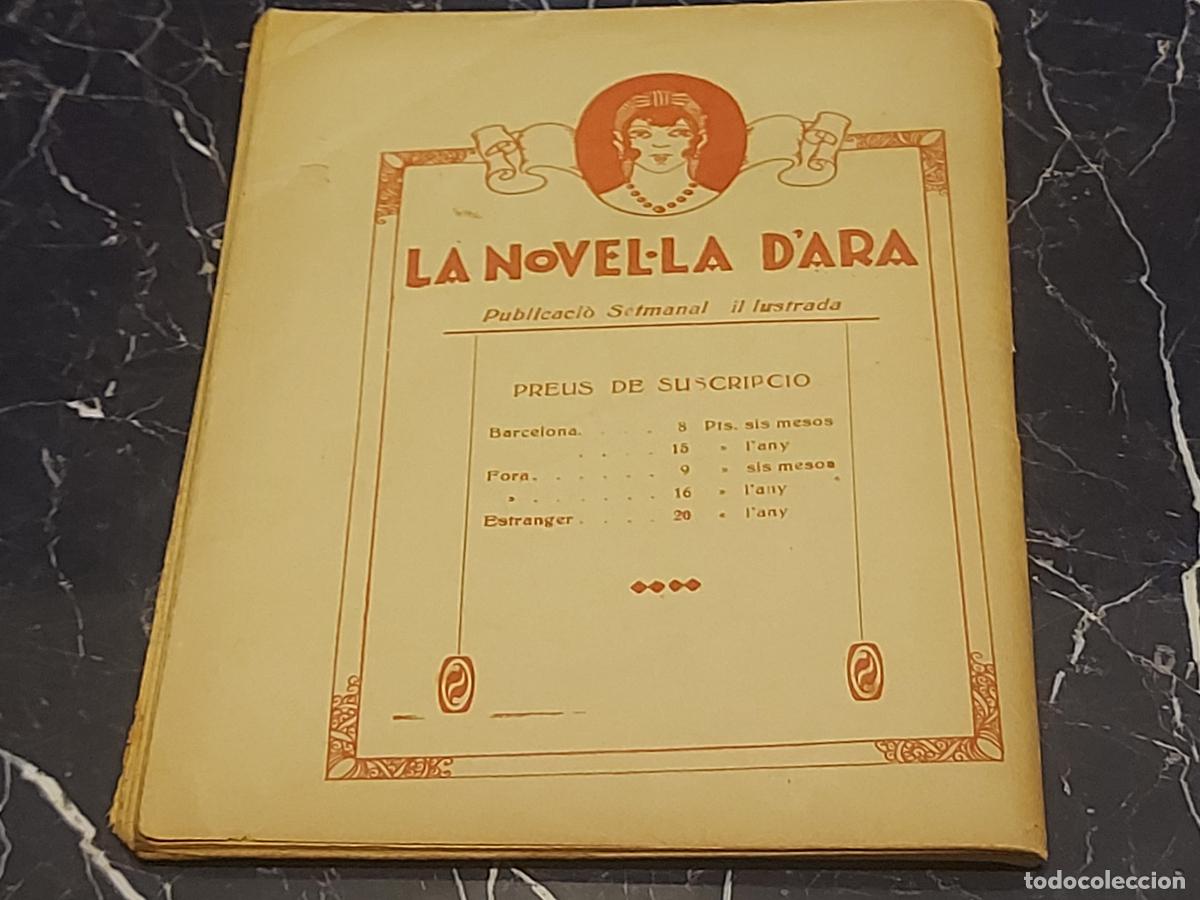 LA NOVEL·LA D'ARA
Publicaciò Setmanal il lustrada
PREUS DE SUSCRIPCIO
Barcelona. . . . 8 Pts. sis mesos
. . . . 15 » l'any
Fora. . . . . . 9 » sis mesos
» . . . . . . . 16 » l'any
Estranger . . . . 20 « l'any
todocoleccion